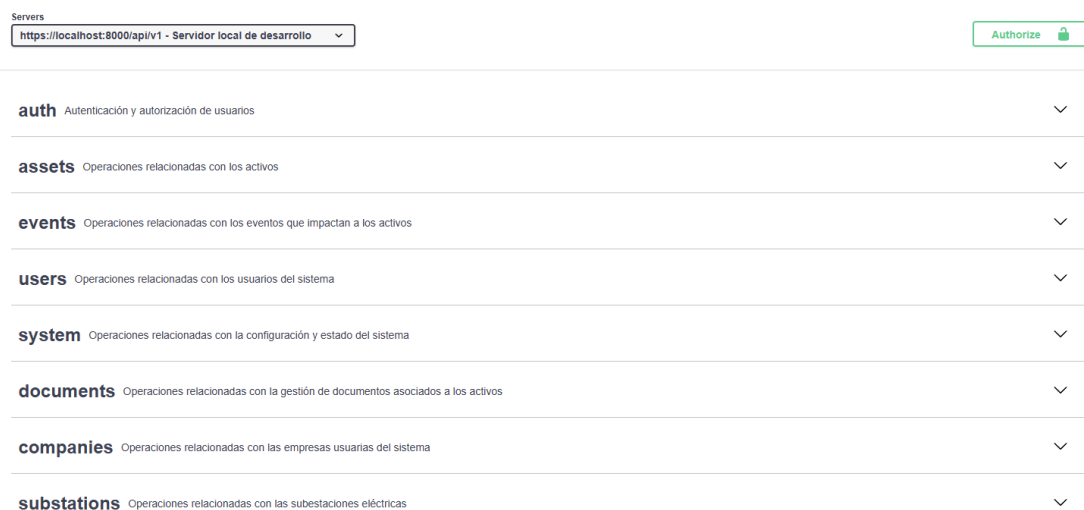 Servers
https://localhost:8000/api/v1 - Servidor local de desarrollo
Authorize
auth Autenticación y autorización de usuarios
assets Operaciones relacionadas con los activos
events Operaciones relacionadas con los eventos que impactan a los activos
users Operaciones relacionadas con los usuarios del sistema
system Operaciones relacionadas con la configuración y estado del sistema
documents Operaciones relacionadas con la gestión de documentos asociados a los activos
companies Operaciones relacionadas con las empresas usuarias del sistema
substations Operaciones relacionadas con las subestaciones eléctricas